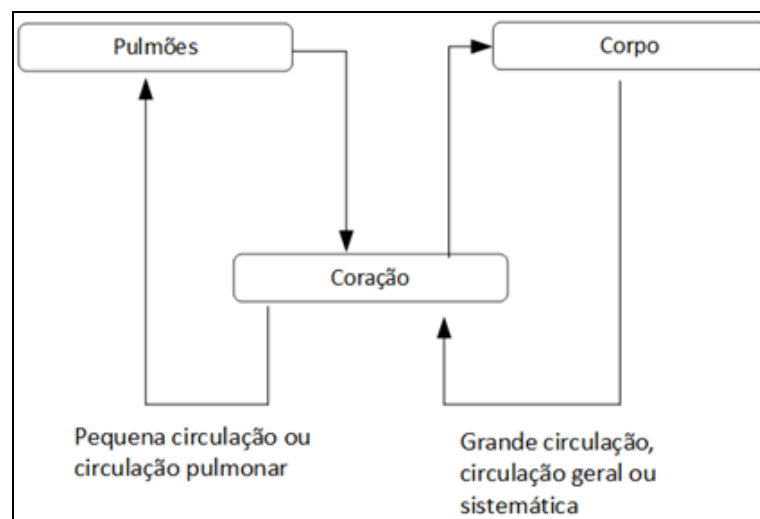 Pulmões
Corpo
Coração
Pequena circulação ou
circulação pulmonar
Grande circulação,
circulação geral ou
sistemática